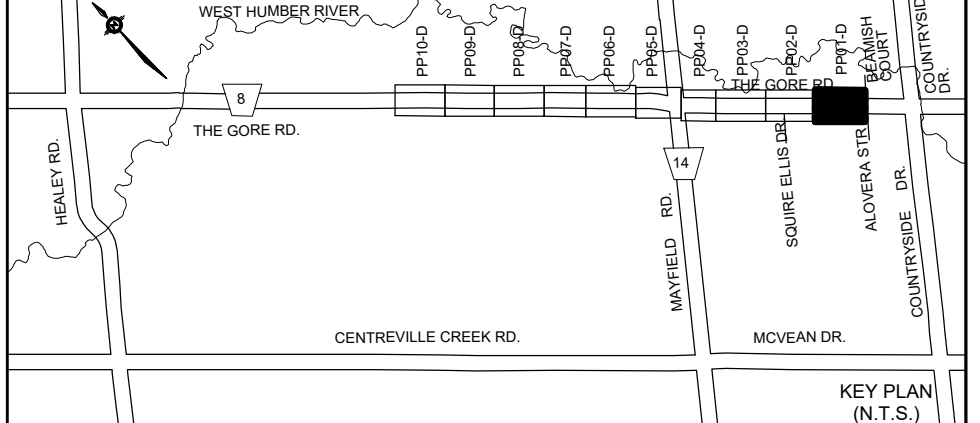 WEST HUMBER RIVER
PP10-D
PP09-D
PP08-D
PP07-D
PP06-D
PP05-D
PP04-D
PP03-D
PP02-D
PP01-D
BEAMISH
COURT
COUNTRYSIDE
DR.
THE GORE RD.
8
THE GORE RD.
HEALEY RD.
14
MAYFIELD RD.
SQUIRE ELLIS DR.
ALOVERA STR.
COUNTRYSIDE DR.
CENTREVILLE CREEK RD.
MCVEAN DR.
KEY PLAN
(N.T.S.)